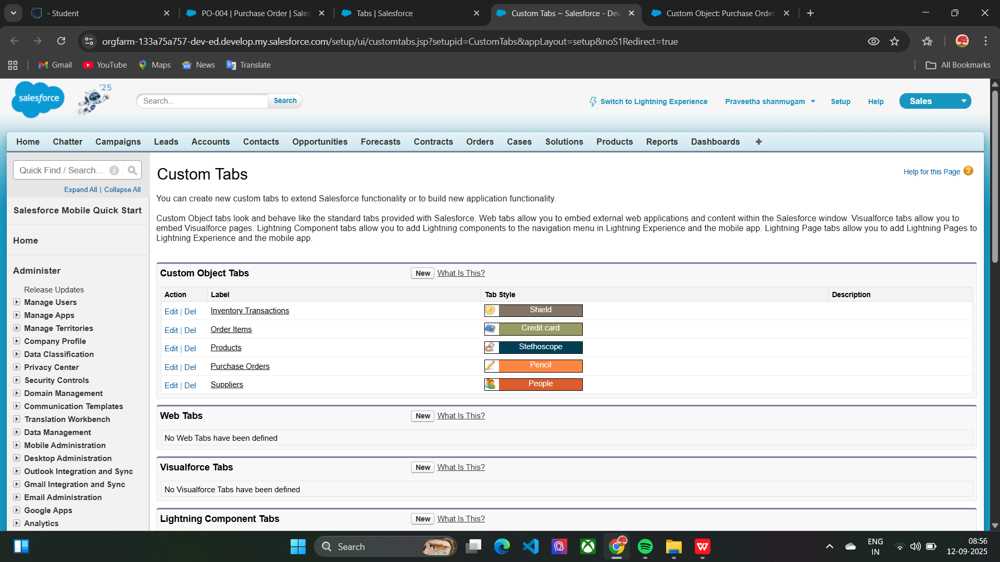 - Student
PO-004 | Purchase Order | Sales
Tabs | Salesforce
Custom Tabs ~ Salesforce - Dev
Custom Object: Purchase Order
orgfarm-133a75a757-dev-ed.develop.my.salesforce.com/setup/ui/customtabs.jsp?setupid=CustomTabs&appLayout=setup&noS1Redirect=true
Gmail
YouTube
Maps
News
Translate
All Bookmarks
salesforce
'25
Search...
Search
Switch to Lightning Experience
Praveetha shanmugam
Setup
Help
Sales
Home
Chatter
Campaigns
Leads
Accounts
Contacts
Opportunities
Forecasts
Contracts
Orders
Cases
Solutions
Products
Reports
Dashboards
Quick Find / Search...
Expand All | Collapse All
Salesforce Mobile Quick Start
Home
Administer
Release Updates
Manage Users
Manage Apps
Manage Territories
Company Profile
Data Classification
Privacy Center
Security Controls
Domain Management
Communication Templates
Translation Workbench
Data Management
Mobile Administration
Desktop Administration
Outlook Integration and Sync
Gmail Integration and Sync
Email Administration
Google Apps
Analytics
Custom Tabs
Help for this Page
You can create new custom tabs to extend Salesforce functionality or to build new application functionality.
Custom Object tabs look and behave like the standard tabs provided with Salesforce. Web tabs allow you to embed external web applications and content within the Salesforce window. Visualforce tabs allow you to
embed Visualforce pages. Lightning Component tabs allow you to add Lightning components to the navigation menu in Lightning Experience and the mobile app. Lightning Page tabs allow you to add Lightning Pages to
Lightning Experience and the mobile app.
Custom Object Tabs
New
What Is This?
Action
Label
Tab Style
Description
Edit | Del
Inventory Transactions
Shield
Edit | Del
Order Items
Credit card
Edit | Del
Products
Stethoscope
Edit | Del
Purchase Orders
Pencil
Edit | Del
Suppliers
People
Web Tabs
New
What Is This?
No Web Tabs have been defined
Visualforce Tabs
New
What Is This?
No Visualforce Tabs have been defined
Lightning Component Tabs
New
What Is This?
Search
ENG
IN
08:56
12-09-2025